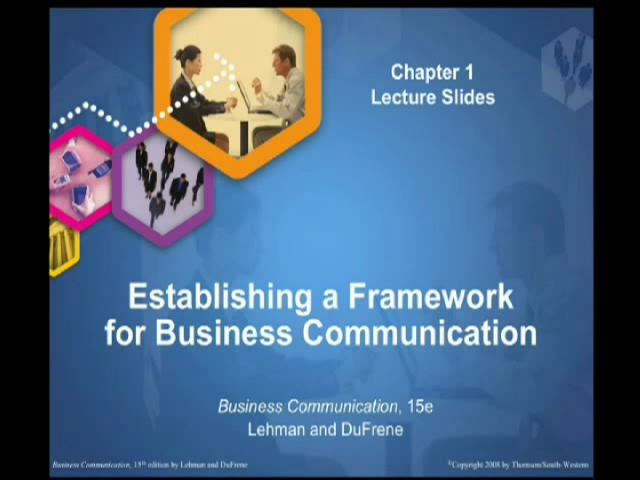 Chapter 1
Lecture Slides
Establishing a Framework
for Business Communication
Business Communication, 15e
Lehman and DuFrene
Business Communication, 15th edition by Lehman and DuFrene
©Copyright 2008 by Thomson/South-Western